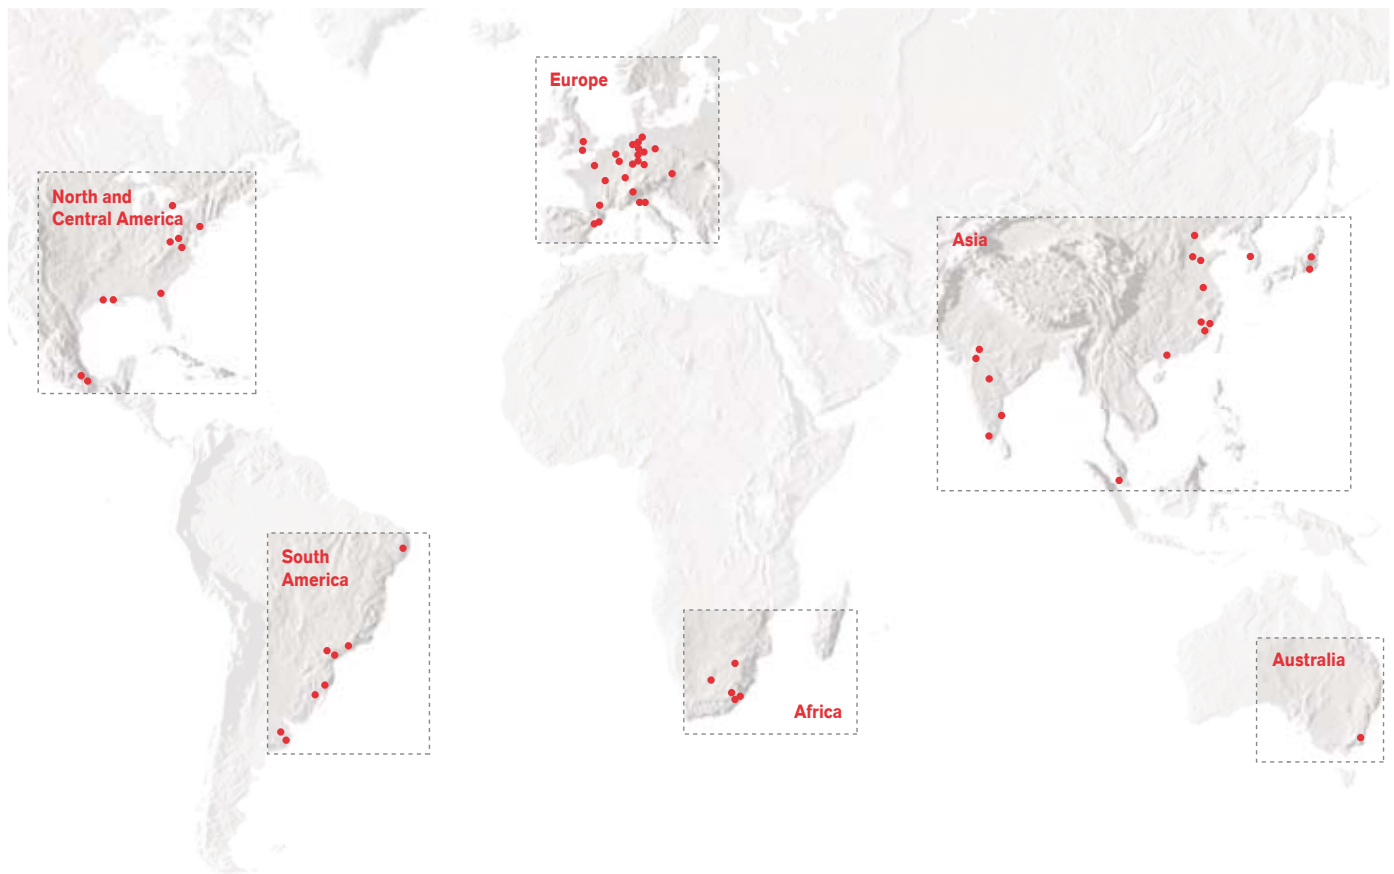 Europe
North and
Central America
Asia
South
America
Australia
Africa